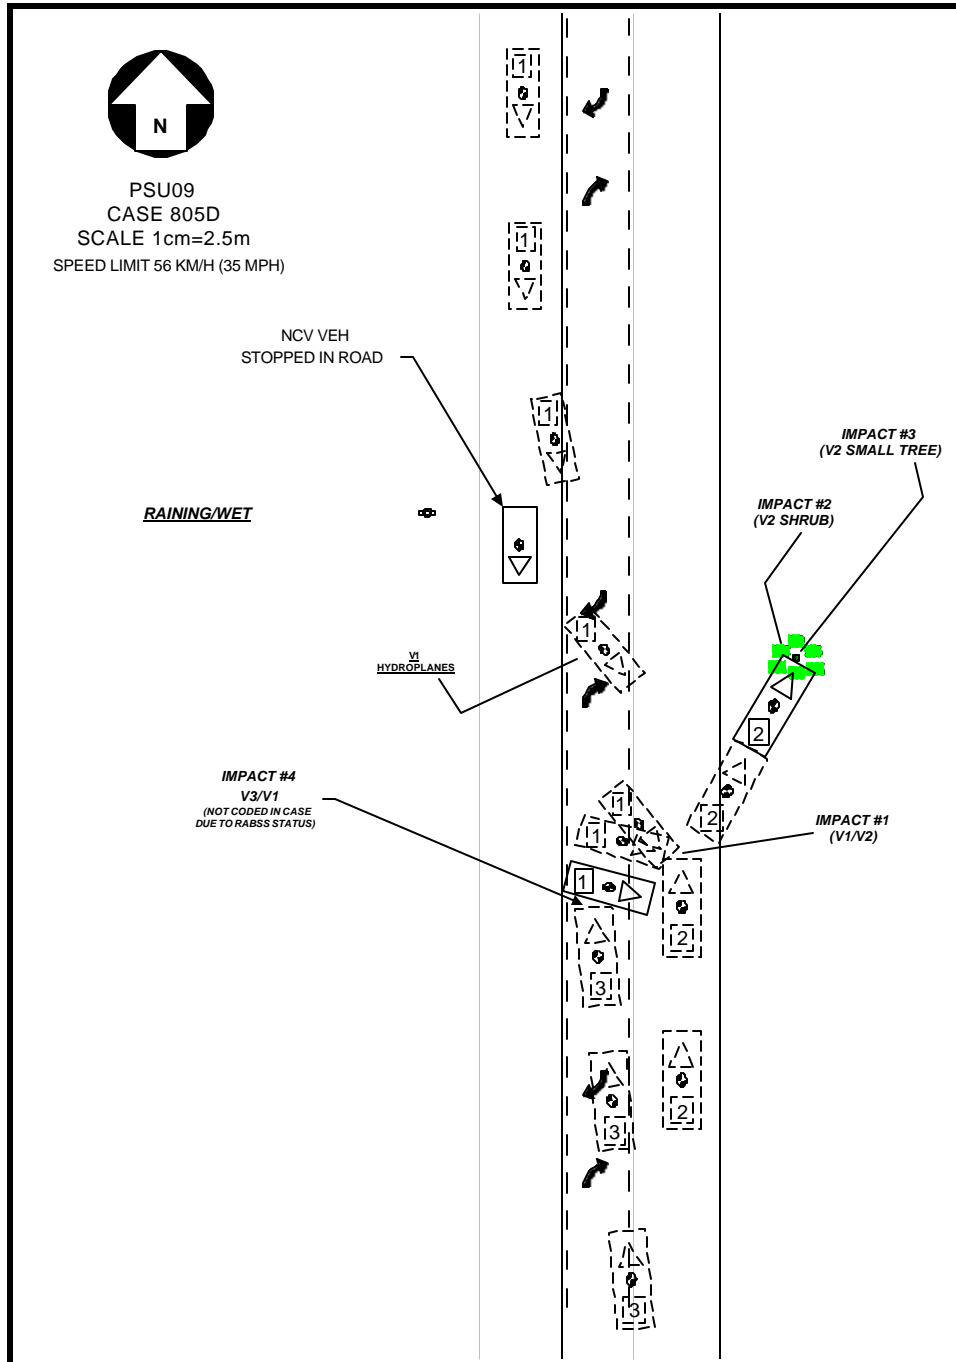 N
PSU09
CASE 805D
SCALE 1cm=2.5m
SPEED LIMIT 56 KM/H (35 MPH)
1
1
NCV VEH
STOPPED IN ROAD
1
IMPACT #3
(V2 SMALL TREE)
IMPACT #2
(V2 SHRUB)
RAINING/WET
1
V1
HYDROPLANES
2
IMPACT #4
V3/V1
(NOT CODED IN CASE
DUE TO RABSS STATUS)
1
2
1
IMPACT #1
(V1/V2)
1
2
3
2
3
3